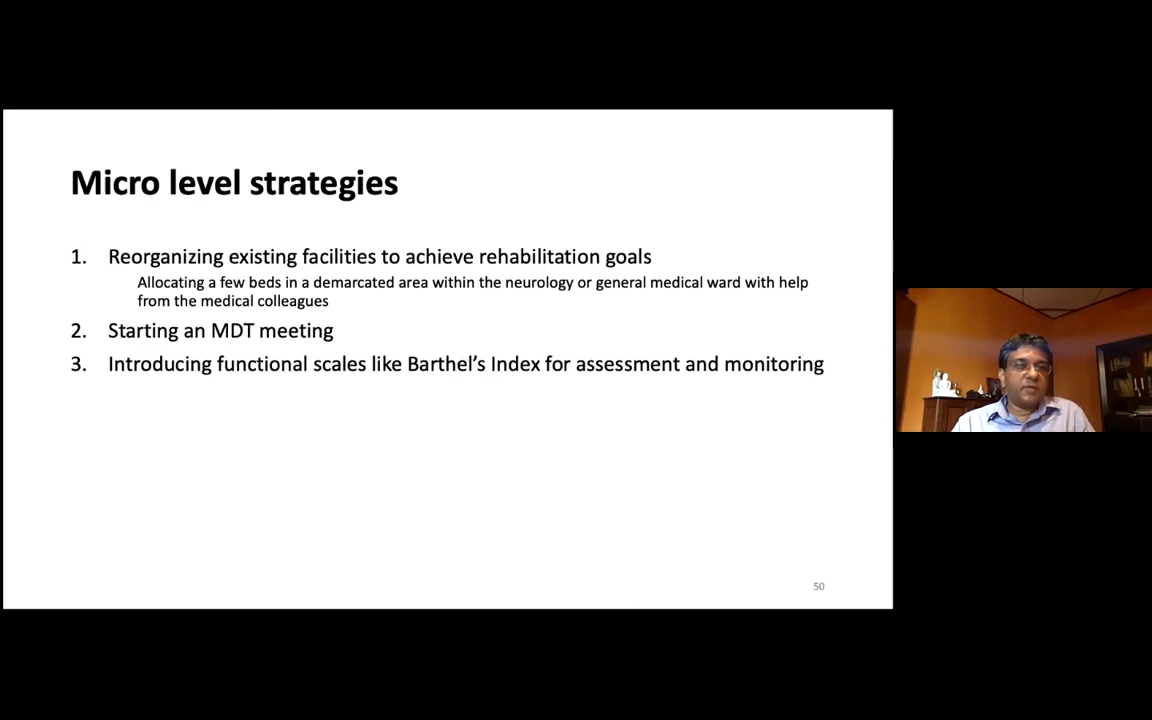 Micro level strategies
1. Reorganizing existing facilities to achieve rehabilitation goals
Allocating a few beds in a demarcated area within the neurology or general medical ward with help
from the medical colleagues
2. Starting an MDT meeting
3. Introducing functional scales like Barthel’s Index for assessment and monitoring
50